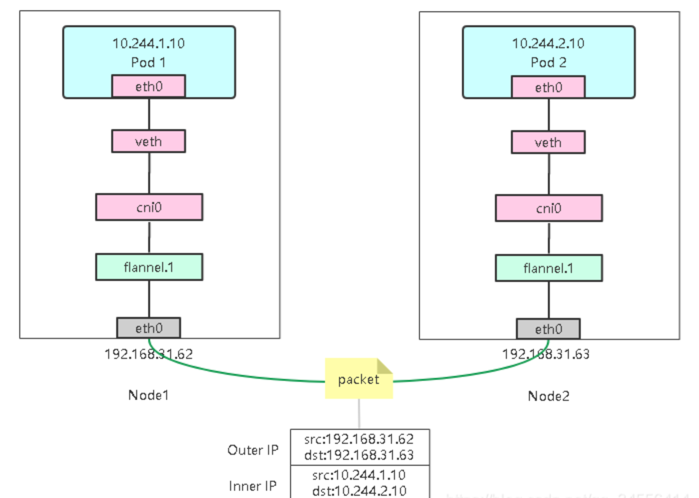 10.244.1.10
Pod 1
eth0
veth
cni0
flannel.1
eth0
192.168.31.62
Node1
10.244.2.10
Pod 2
eth0
veth
cni0
flannel.1
eth0
192.168.31.63
Node2
packet
Outer IP
src:192.168.31.62
dst:192.168.31.63
Inner IP
src:10.244.1.10
dst:10.244.2.10